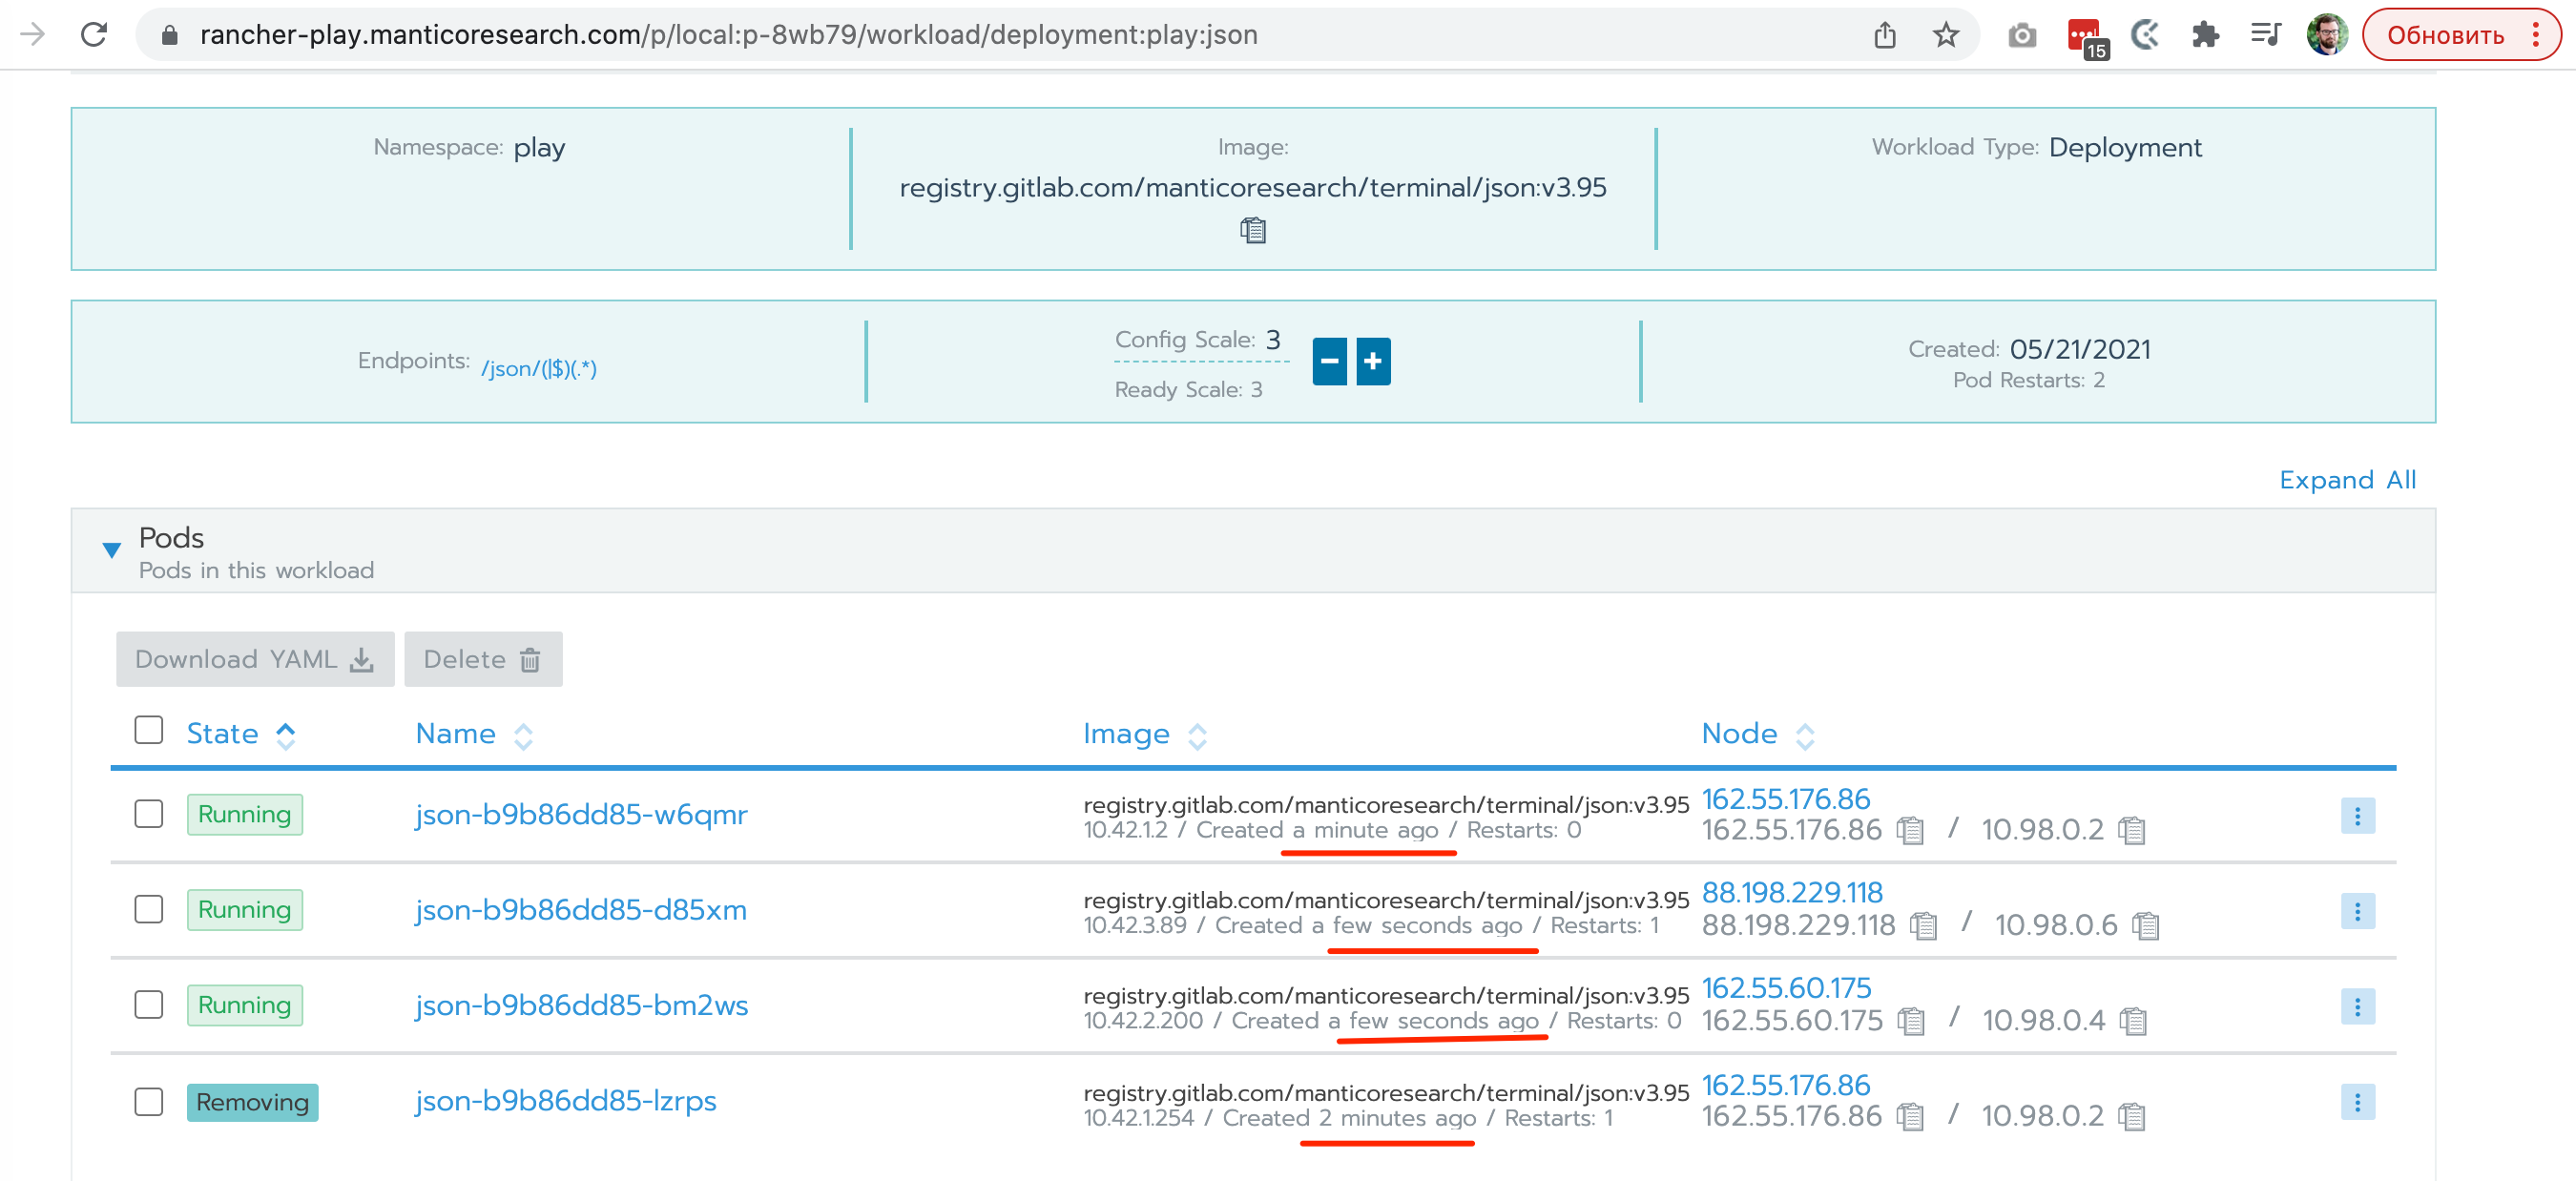 rancher-play.manticoresearch.com/p/local:p-8wb79/workload/deployment:play:json
15
Обновить
Namespace: play
Image:
registry.gitlab.com/manticoresearch/terminal/json:v3.95
Workload Type: Deployment
Endpoints: /json/(|$)(.*)
Config Scale: 3
Ready Scale: 3
Created: 05/21/2021
Pod Restarts: 2
Expand All
Pods
Pods in this workload
Download YAML
Delete
State Name Image Node
Running json-b9b86dd85-w6qmr registry.gitlab.com/manticoresearch/terminal/json:v3.95 162.55.176.86
10.42.1.2 / Created a minute ago / Restarts: 0 162.55.176.86 / 10.98.0.2
Running json-b9b86dd85-d85xm registry.gitlab.com/manticoresearch/terminal/json:v3.95 88.198.229.118
10.42.3.89 / Created a few seconds ago / Restarts: 1 88.198.229.118 / 10.98.0.6
Running json-b9b86dd85-bm2ws registry.gitlab.com/manticoresearch/terminal/json:v3.95 162.55.60.175
10.42.2.200 / Created a few seconds ago / Restarts: 0 162.55.60.175 / 10.98.0.4
Removing json-b9b86dd85-lzrps registry.gitlab.com/manticoresearch/terminal/json:v3.95 162.55.176.86
10.42.1.254 / Created 2 minutes ago / Restarts: 1 162.55.176.86 / 10.98.0.2